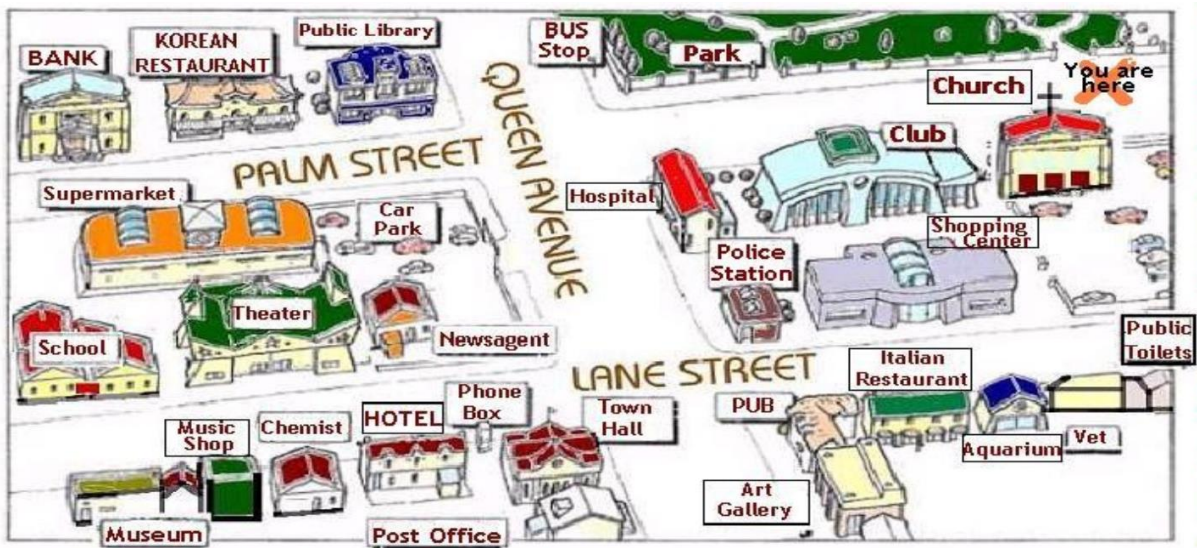 BANK
KOREAN
RESTAURANT
Public Library
BUS
Stop
Park
You are
here
Church
Club
QUEEN AVENUE
PALM STREET
Supermarket
Car
Park
Hospital
Shopping
Center
Police
Station
Theater
School
Newsagent
Public
Toilets
LANE STREET
Italian
Restaurant
Phone
Box
Town
Hall
PUB
HOTEL
Chemist
Music
Shop
Aquarium
Vet
Art
Gallery
Museum
Post Office